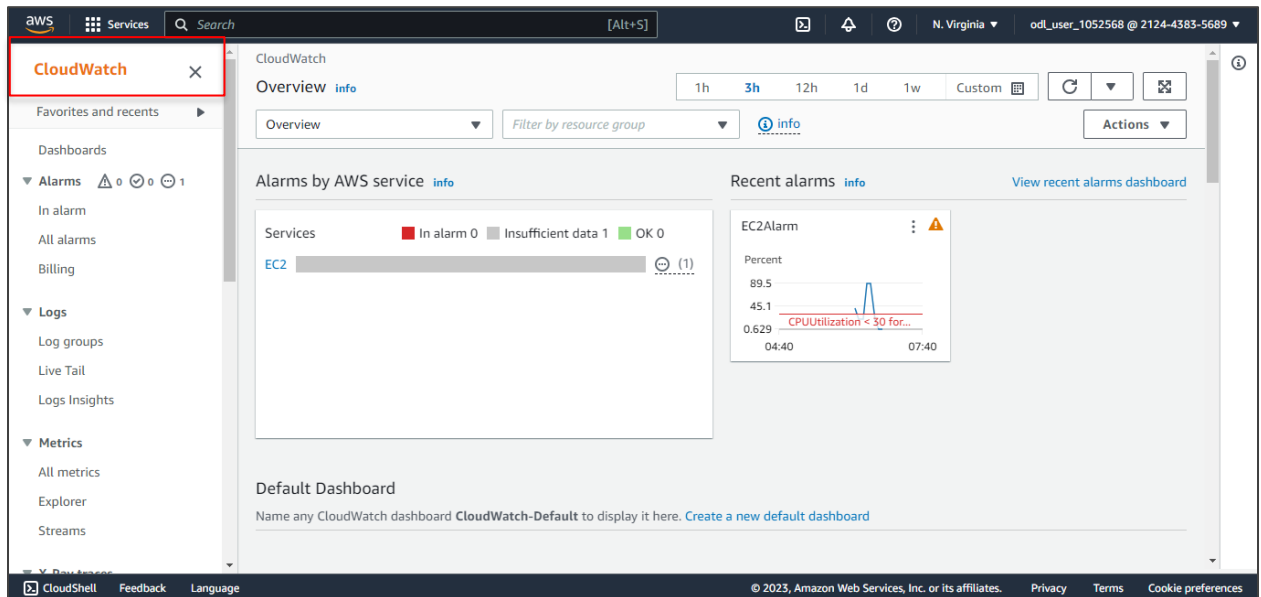 aws Services Search [Alt+S] N. Virginia odl_user_1052568 @ 2124-4383-5689
CloudWatch
Favorites and recents
Dashboards
Alarms 0 0 1
In alarm
All alarms
Billing
Logs
Log groups
Live Tail
Logs Insights
Metrics
All metrics
Explorer
Streams
X-Ray traces
CloudWatch
Overview info
1h 3h 12h 1d 1w Custom
Overview Filter by resource group info Actions
Alarms by AWS service info
Services In alarm 0 Insufficient data 1 OK 0
EC2 (1)
Recent alarms info View recent alarms dashboard
EC2Alarm
Percent
89.5
45.1
CPUUtilization < 30 for...
0.629
04:40 07:40
Default Dashboard
Name any CloudWatch dashboard CloudWatch-Default to display it here. Create a new default dashboard
CloudShell Feedback Language © 2023, Amazon Web Services, Inc. or its affiliates. Privacy Terms Cookie preferences